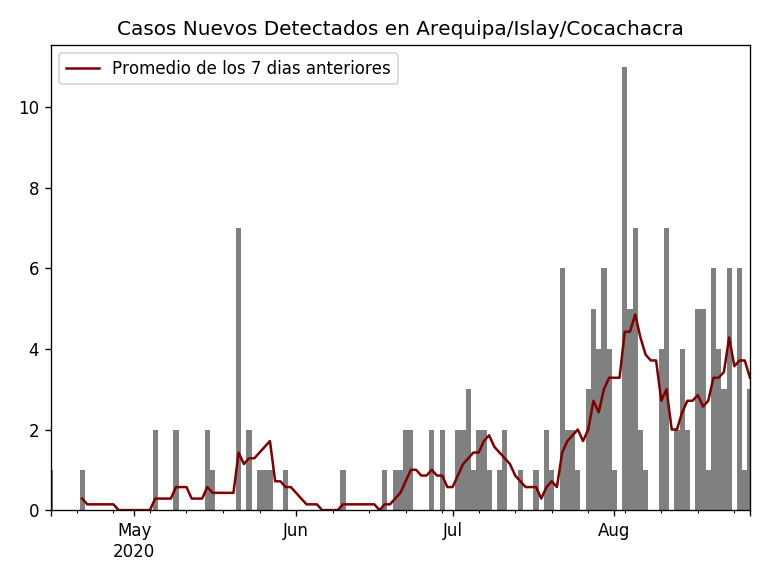 Casos Nuevos Detectados en Arequipa/Islay/Cocachacra
Promedio de los 7 dias anteriores
10
8
6
4
2
0
May Jun Jul Aug
2020